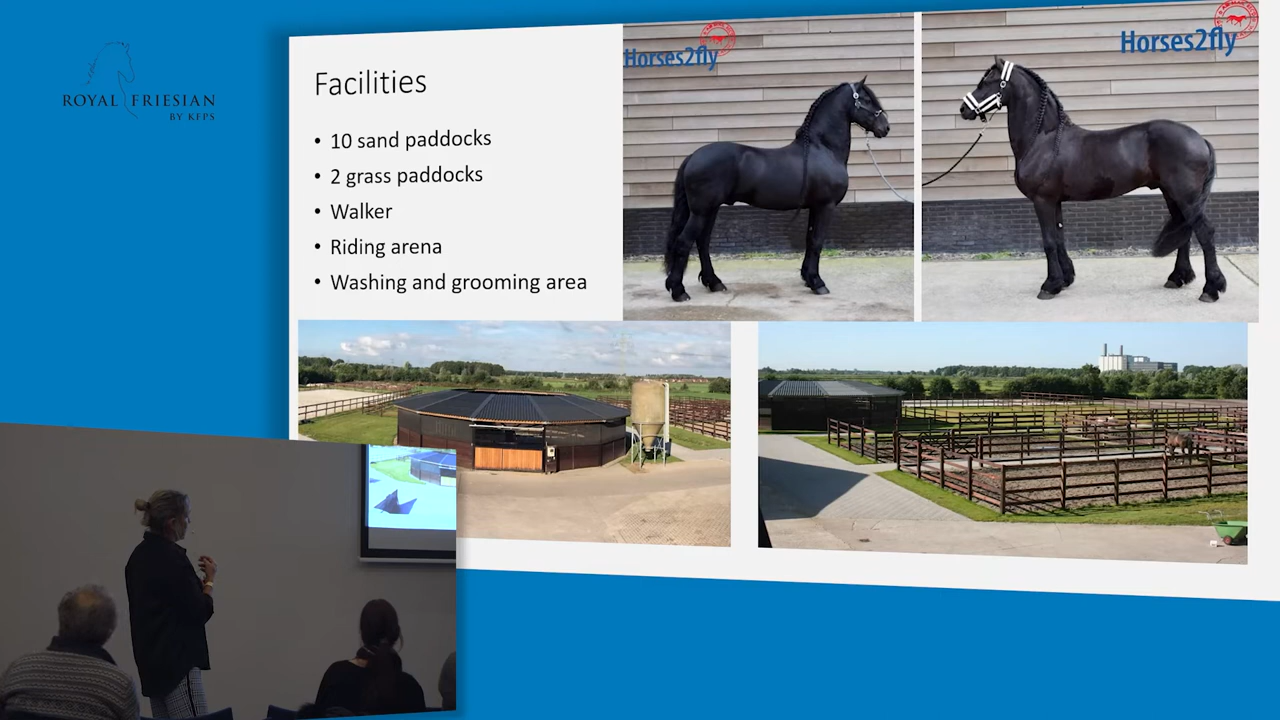 ROYAL FRIESIAN
BY KFPS
Facilities
• 10 sand paddocks
• 2 grass paddocks
• Walker
• Riding arena
• Washing and grooming area
Horses2fly
Horses2fly